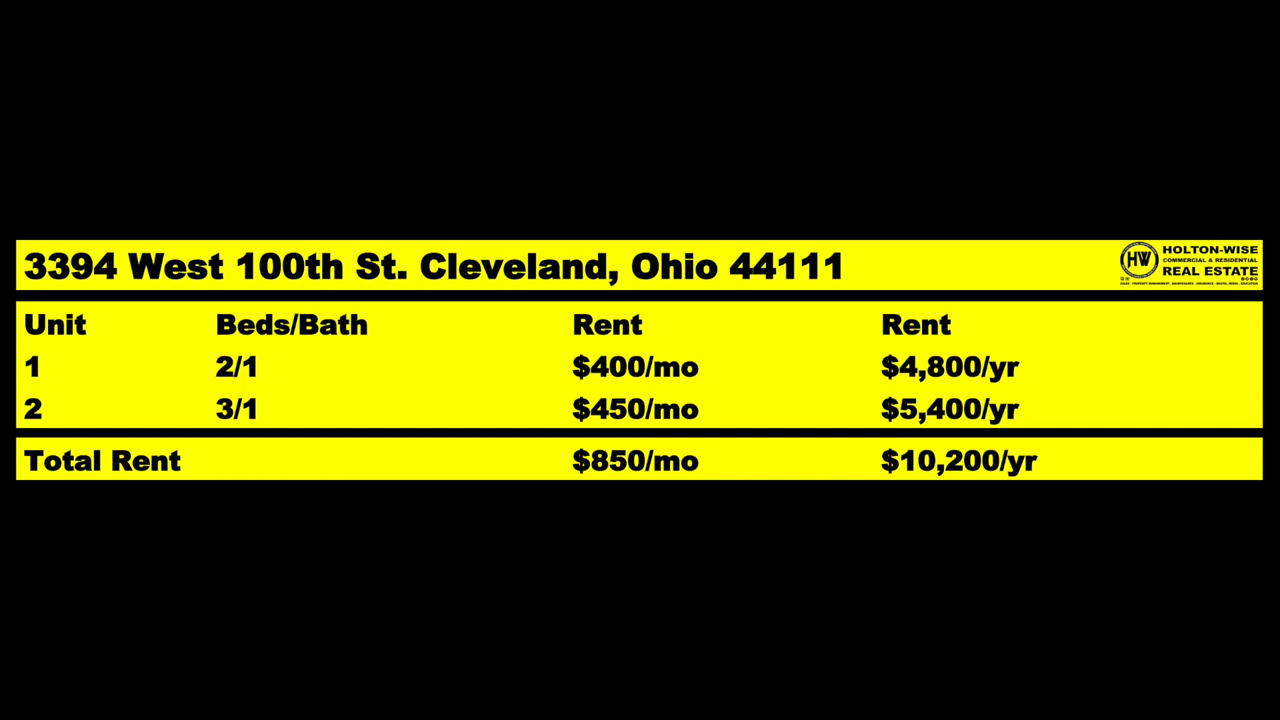 3394 West 100th St. Cleveland, Ohio 44111
HW
HOLTON-WISE
COMMERCIAL & RESIDENTIAL
REAL ESTATE
Unit Beds/Bath Rent Rent
1 2/1 $400/mo $4,800/yr
2 3/1 $450/mo $5,400/yr
Total Rent $850/mo $10,200/yr